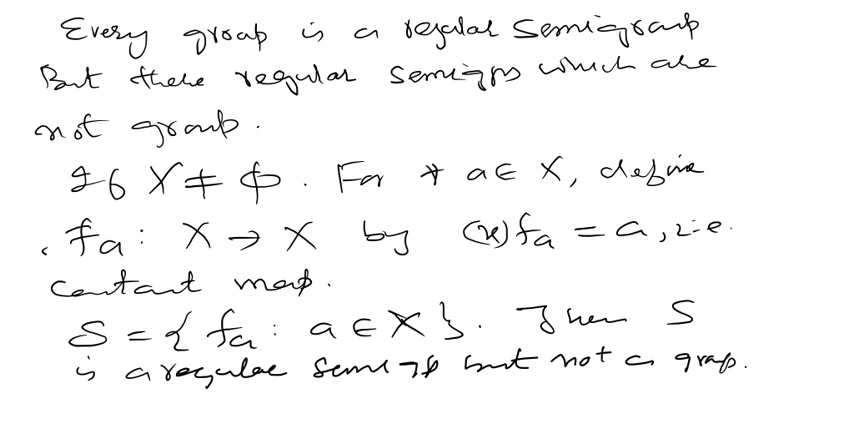 Every group is a regular semigroup
But there regular semigps which are
not group.
If X ≠ φ. For ∀ a ∈ X, define
fa : X → X by (x)fa = a, i.e.
constant map.
S = { fa : a ∈ X }. Then S
is a regular semigp but not a group.